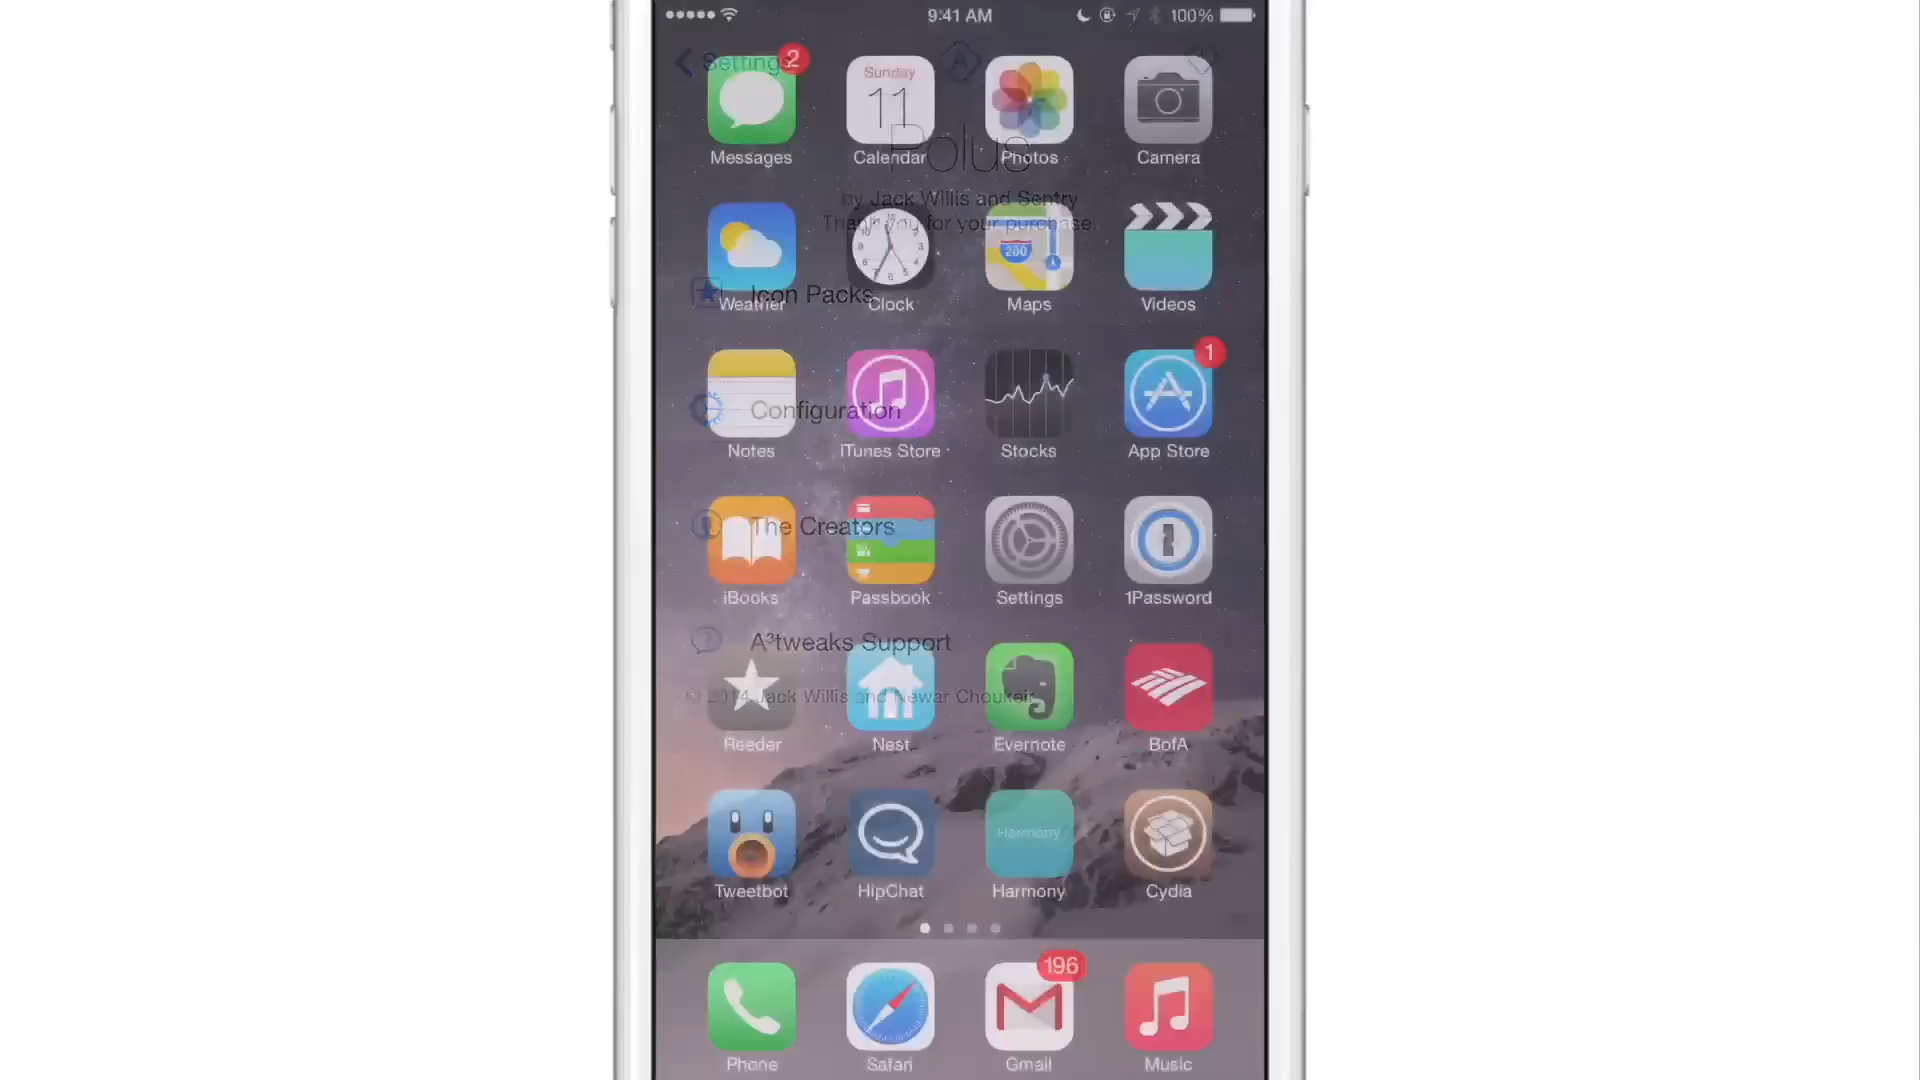 9:41 AM 100%
Settings
2
Sunday
11
Messages Calendar Photos Camera
Polus
by Jack Willis and Sentry
Thank you for your purchase.
280
Icon Packs
Weather Clock Maps Videos
1
Configuration
Notes iTunes Store Stocks App Store
The Creators
iBooks Passbook Settings 1Password
A³tweaks Support
© 2014 Jack Willis and Newar Choukeir
Reeder Nest Evernote BofA
Harmony
Tweetbot HipChat Harmony Cydia
196
Phone Safari Gmail Music